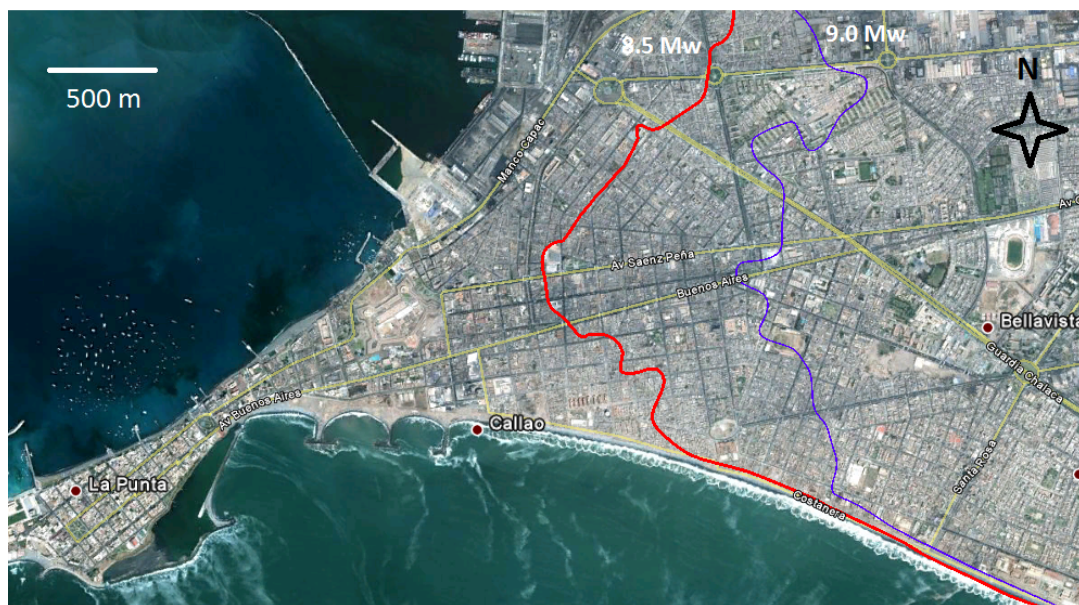 8.5 Mw
9.0 Mw
500 m
N
Manco Capac
Av Saenz Peña
Buenos Aires
Bellavista
Guardia Chalaca
Av Buenos Aires
Callao
La Punta
Santa Rosa
Costanera